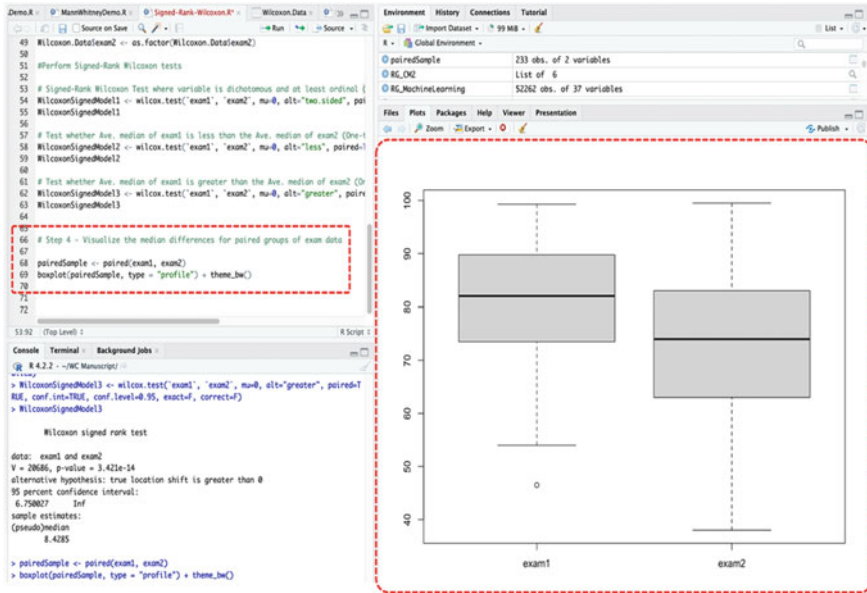 Demo.R
MannWhitneyDemo.R
Signed-Rank-Wilcoxon.R*
Wilcoxon.Data
Source on Save
Run
Source
49 Wilcoxon.Data$exam2 <- as.factor(Wilcoxon.Data$exam2)
50
51 #Perform Signed-Rank Wilcoxon tests
52
53 # Signed-Rank Wilcoxon Test where variable is dichotomous and at least ordinal (
54 WilcoxonSignedModel1 <- wilcox.test(`exam1`, `exam2`, mu=0, alt="two.sided", pai
55 WilcoxonSignedModel1
56
57 # Test whether Ave. median of exam1 is less than the Ave. median of exam2 (One-t
58 WilcoxonSignedModel2 <- wilcox.test(`exam1`, `exam2`, mu=0, alt="less", paired=
59 WilcoxonSignedModel2
60
61 # Test whether Ave. median of exam1 is greater than the Ave. median of exam2 (On
62 WilcoxonSignedModel3 <- wilcox.test(`exam1`, `exam2`, mu=0, alt="greater", paire
63 WilcoxonSignedModel3
64
65
66 # Step 4 - Visualize the median differences for paired groups of exam data
67
68 pairedSample <- paired(exam1, exam2)
69 boxplot(pairedSample, type = "profile") + theme_bw()
70
71
72
53:92 (Top Level)
R Script
Console Terminal Background Jobs
R 4.2.2 · ~/WC Manuscript/
> WilcoxonSignedModel3 <- wilcox.test(`exam1`, `exam2`, mu=0, alt="greater", paired=T
RUE, conf.int=TRUE, conf.level=0.95, exact=F, correct=F)
> WilcoxonSignedModel3
Wilcoxon signed rank test
data: exam1 and exam2
V = 20686, p-value = 3.421e-14
alternative hypothesis: true location shift is greater than 0
95 percent confidence interval:
6.750027 Inf
sample estimates:
(pseudo)median
8.4285
> pairedSample <- paired(exam1, exam2)
> boxplot(pairedSample, type = "profile") + theme_bw()
Environment History Connections Tutorial
Import Dataset 99 MiB List
R Global Environment
pairedSample 233 obs. of 2 variables
RG_CM2 List of 6
RG_MachineLearning 52262 obs. of 37 variables
Files Plots Packages Help Viewer Presentation
Zoom Export Publish
100
90
80
70
60
50
40
exam1 exam2